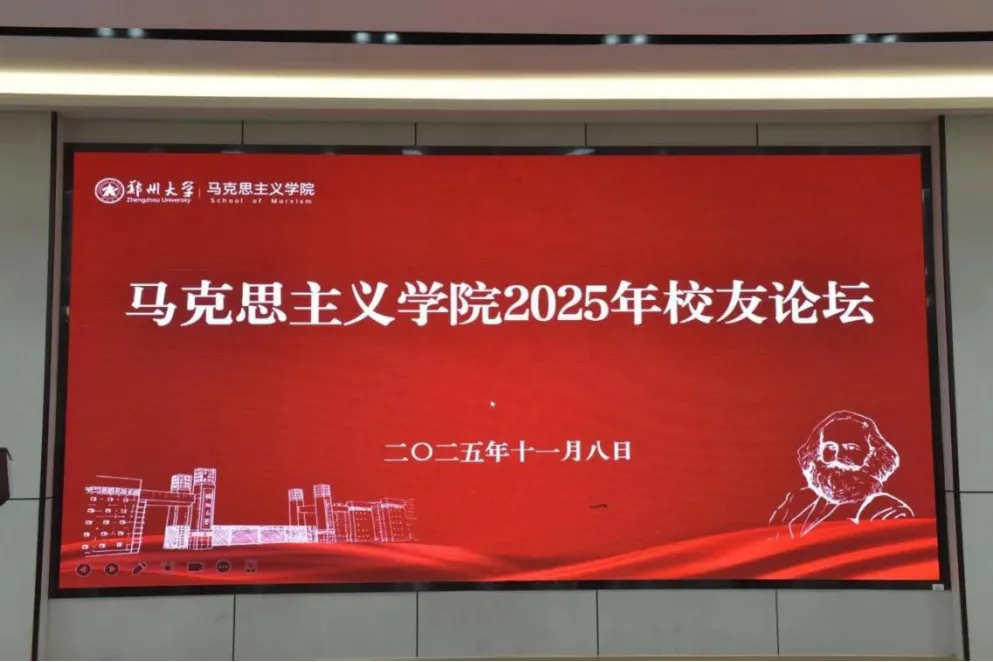 郑州大学 马克思主义学院
Zhengzhou University School of Marxism
马克思主义学院2025年校友论坛
二〇二五年十一月八日